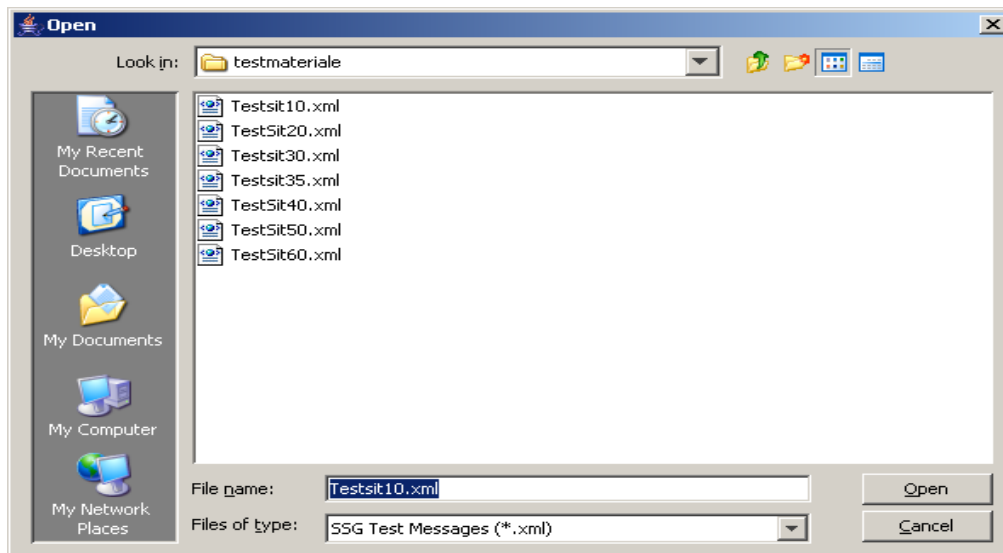 Open
Look in: testmateriale
My Recent
Documents
Desktop
My Documents
My Computer
My Network
Places
Testsit10.xml
TestSit20.xml
Testsit30.xml
Testsit35.xml
TestSit40.xml
TestSit50.xml
TestSit60.xml
File name: Testsit10.xml Open
Files of type: SSG Test Messages (*.xml) Cancel